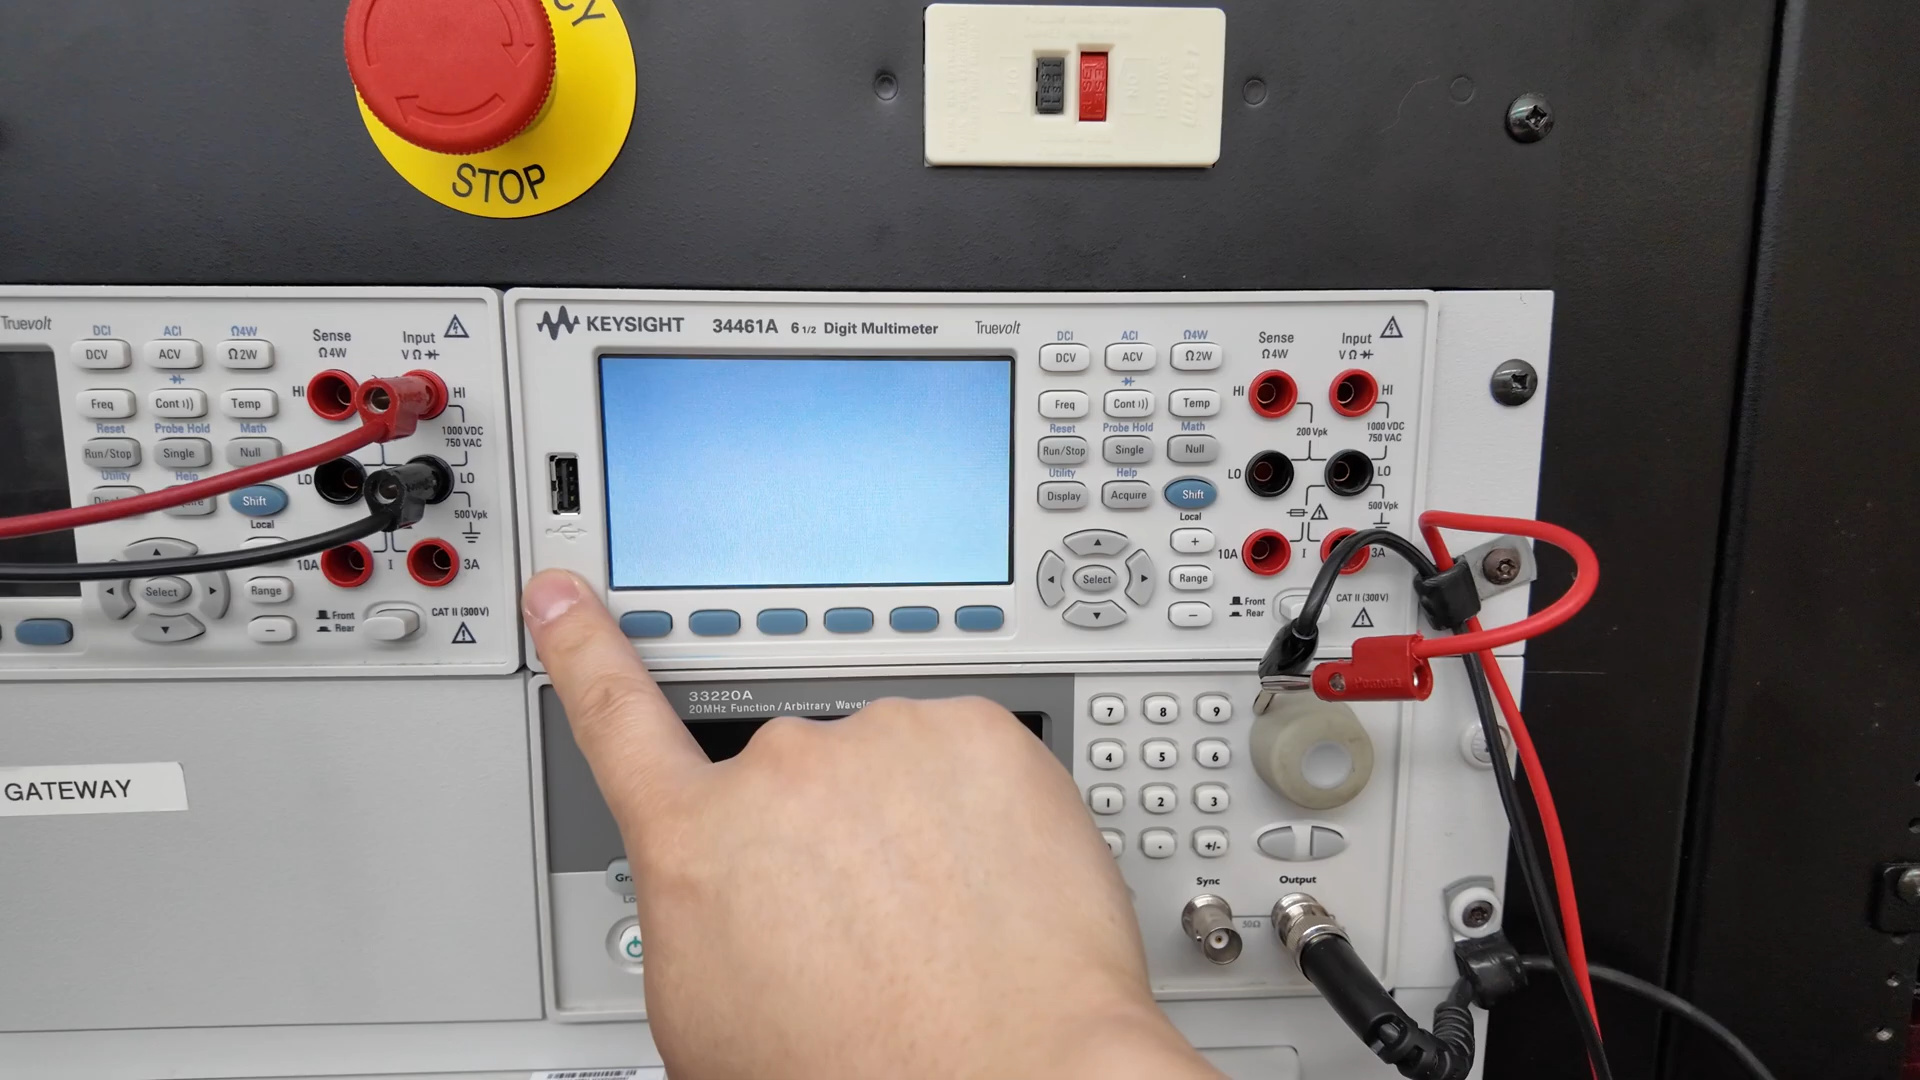 CY
STOP
Truevolt
DCI
ACI
Ω4W
DCV
ACV
Ω2W
Freq
Cont
Temp
Reset
Probe Hold
Math
Run/Stop
Single
Null
Utility
Help
Shift
Local
Select
Range
−
Sense
Ω4W
Input
VΩ
HI
HI
1000 VDC
750 VAC
LO
LO
500 Vpk
10A
I
3A
Front
Rear
CAT II (300V)
KEYSIGHT
34461A
6 1/2 Digit Multimeter
Truevolt
DCI
ACI
Ω4W
DCV
ACV
Ω2W
Freq
Cont
Temp
Reset
Probe Hold
Math
Run/Stop
Single
Null
Utility
Help
Display
Acquire
Shift
Local
+
Select
Range
−
Sense
Ω4W
Input
VΩ
HI
HI
200 Vpk
1000 VDC
750 VAC
LO
LO
500 Vpk
10A
I
3A
Front
Rear
CAT II (300V)
Pomona
GATEWAY
33220A
20MHz Function / Arbitrary Wavef
7
8
9
4
5
6
1
2
3
.
+/-
Gr
Lo
Sync
Output
50Ω